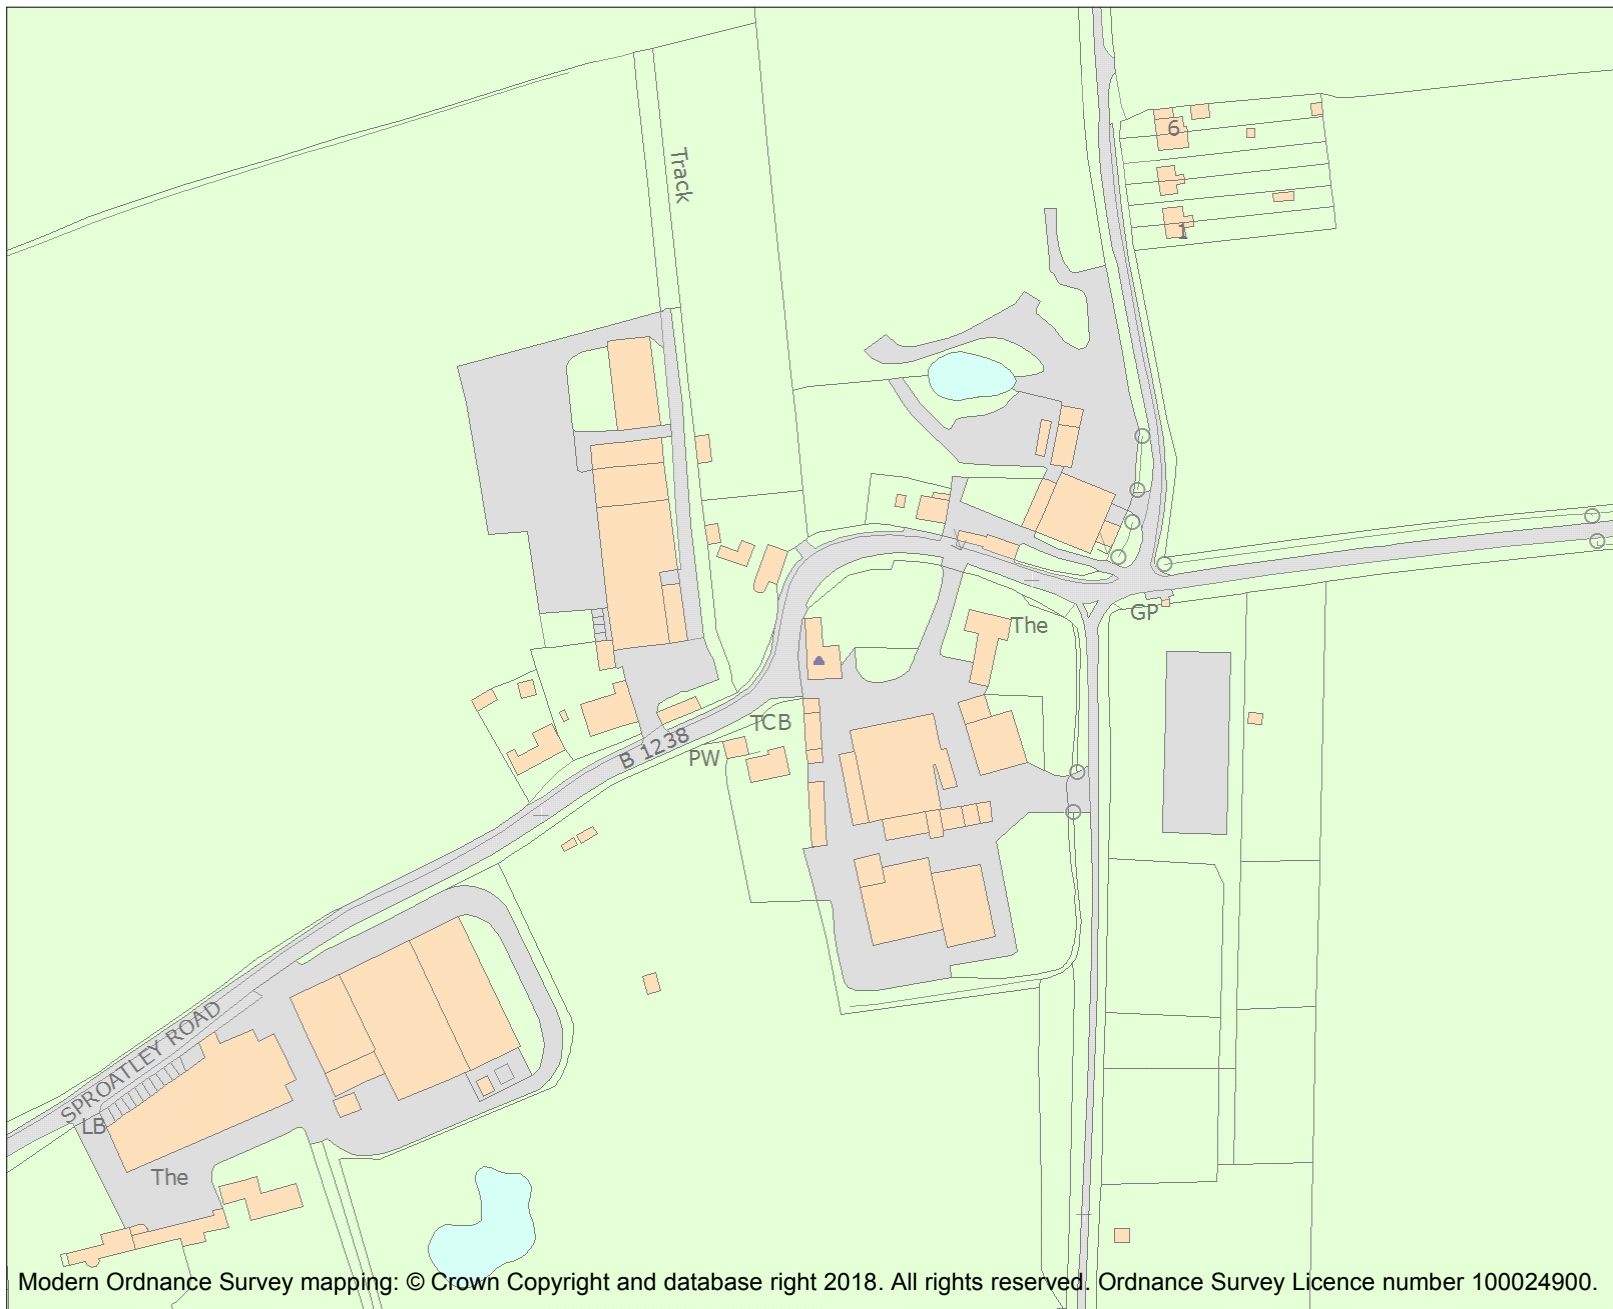 6
Track
1
The
GP
TCB
B 1238
PW
SPROATLEY ROAD
LB
The
Modern Ordnance Survey mapping: © Crown Copyright and database right 2018. All rights reserved. Ordnance Survey Licence number 100024900.